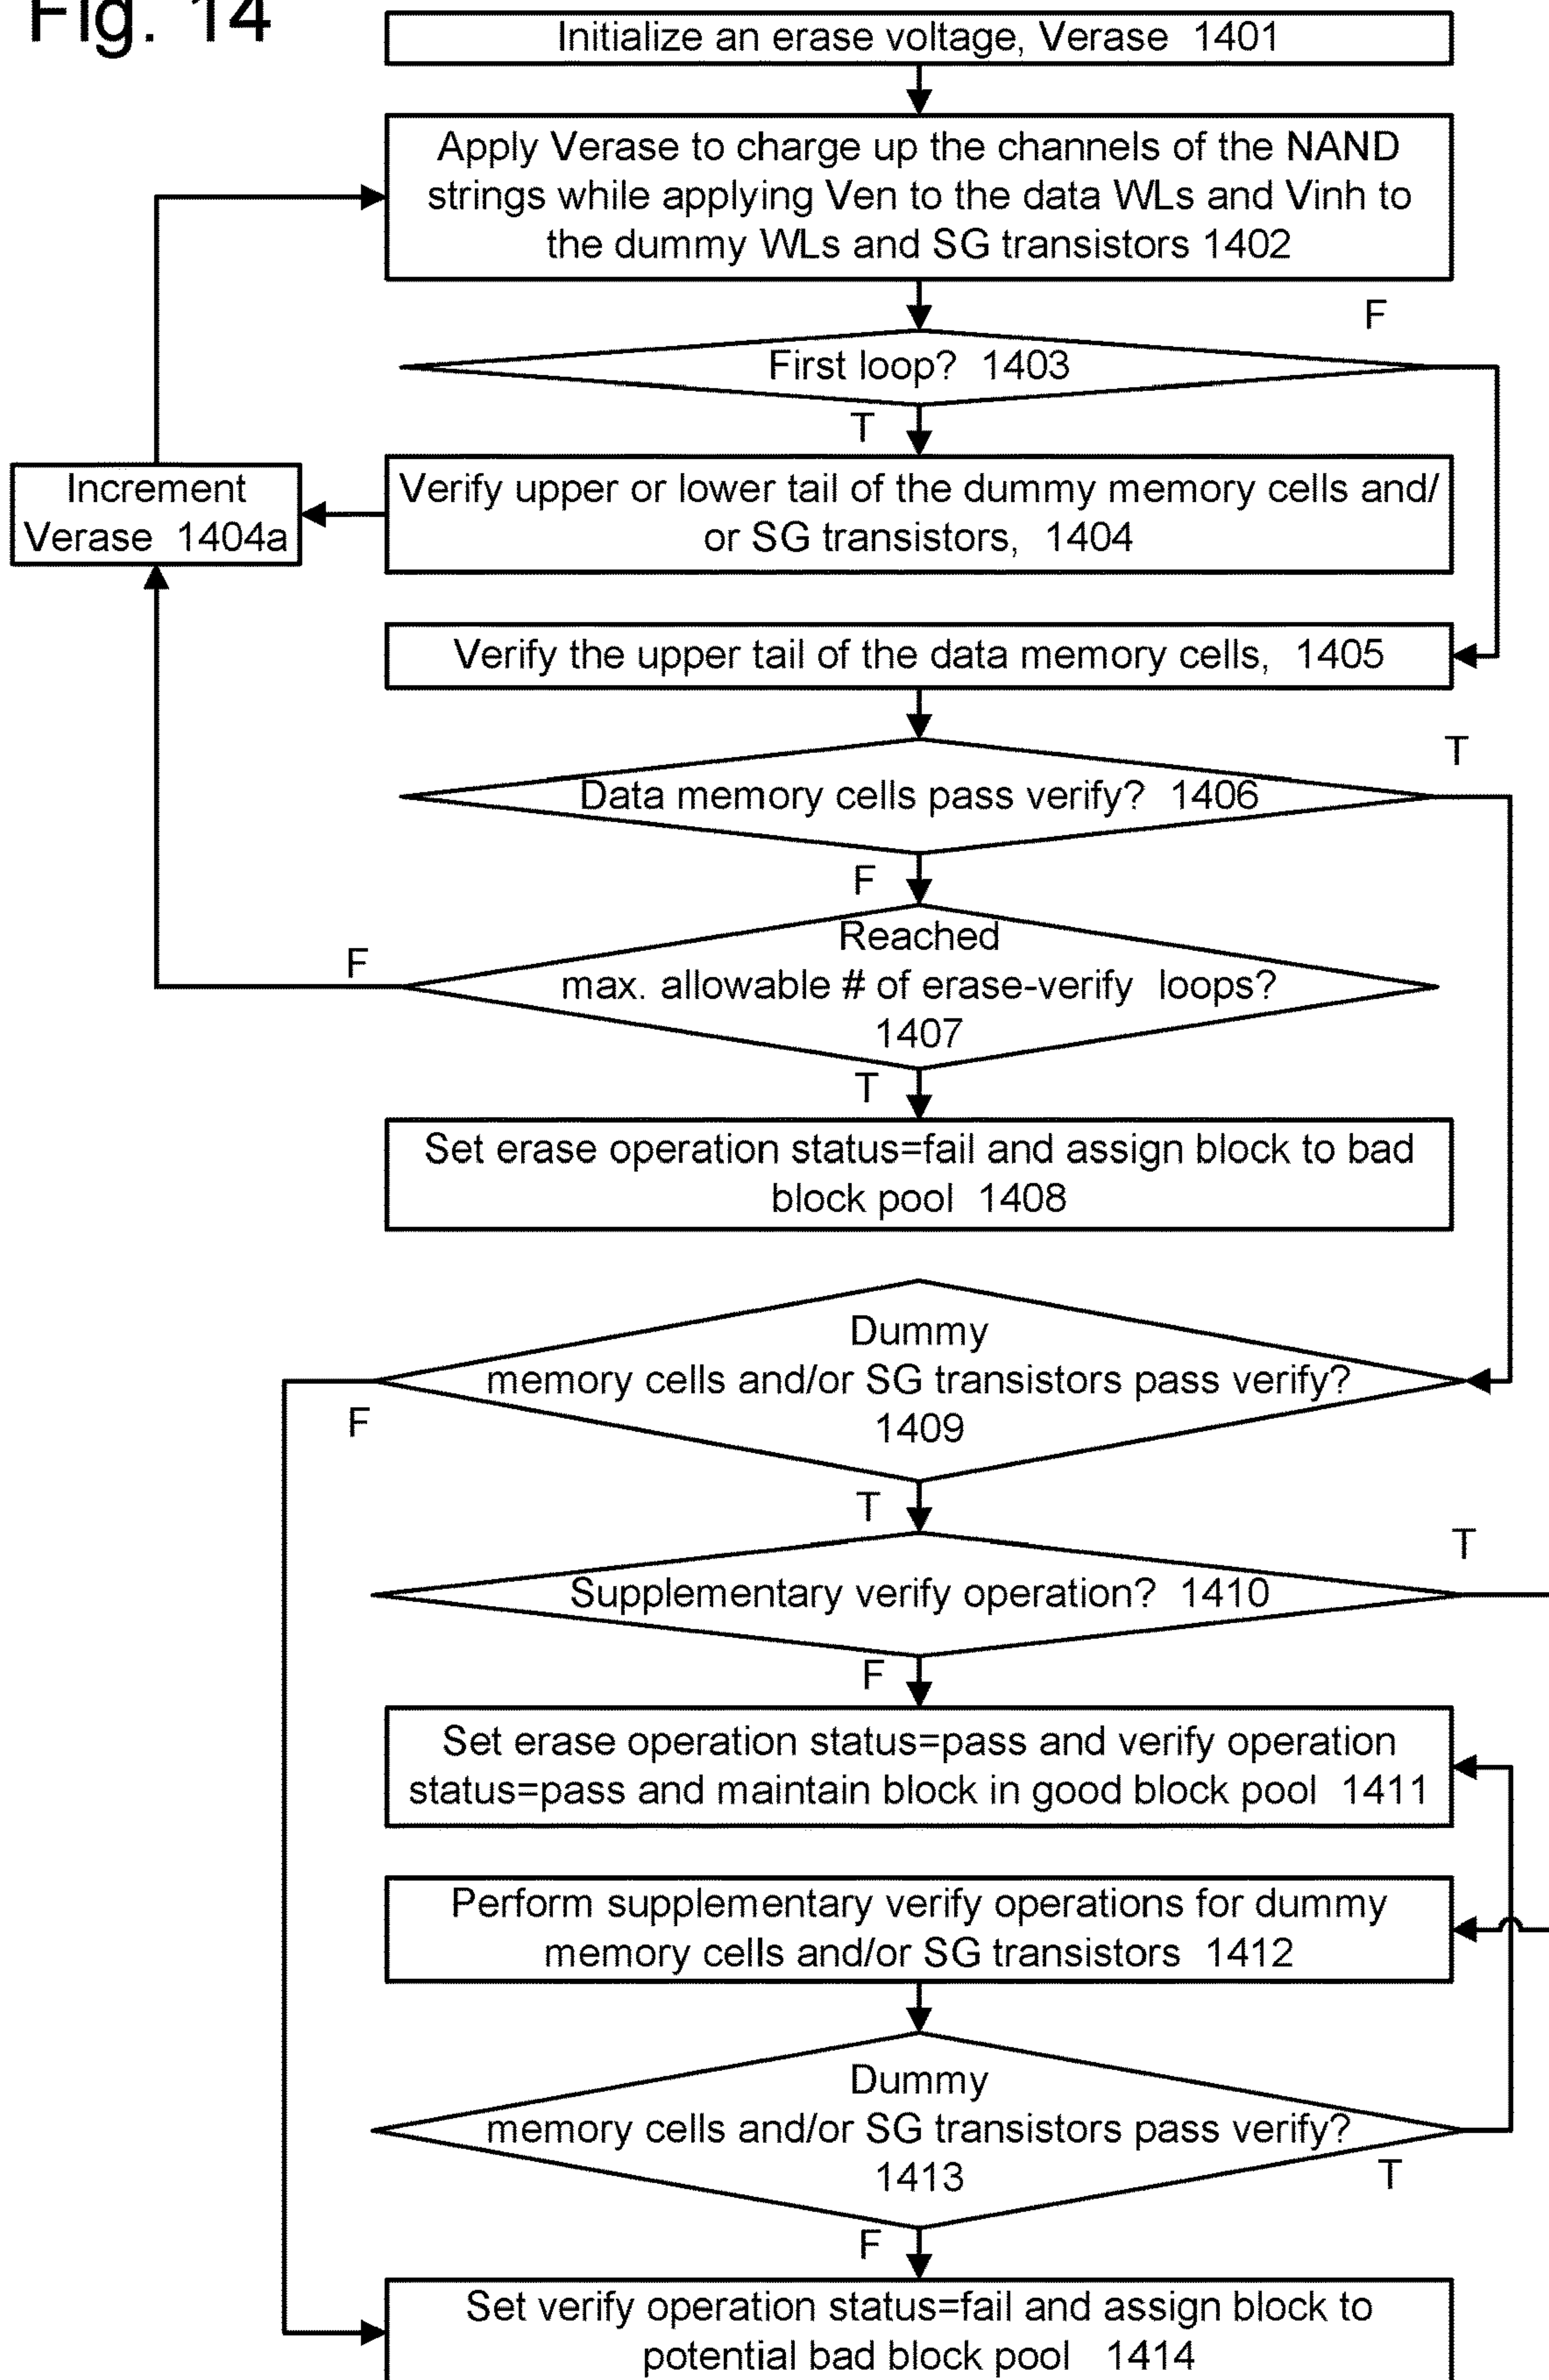 Fig. 14
Initialize an erase voltage, Verase 1401
Apply Verase to charge up the channels of the NAND
strings while applying Ven to the data WLs and Vinh to
the dummy WLs and SG transistors 1402
F
First loop? 1403
T
Increment
Verase 1404a
Verify upper or lower tail of the dummy memory cells and/
or SG transistors, 1404
Verify the upper tail of the data memory cells, 1405
T
Data memory cells pass verify? 1406
F
Reached
max. allowable # of erase-verify loops?
1407
F
T
Set erase operation status=fail and assign block to bad
block pool 1408
Dummy
memory cells and/or SG transistors pass verify?
1409
F
T
T
Supplementary verify operation? 1410
F
Set erase operation status=pass and verify operation
status=pass and maintain block in good block pool 1411
Perform supplementary verify operations for dummy
memory cells and/or SG transistors 1412
Dummy
memory cells and/or SG transistors pass verify?
1413
T
F
Set verify operation status=fail and assign block to
potential bad block pool 1414